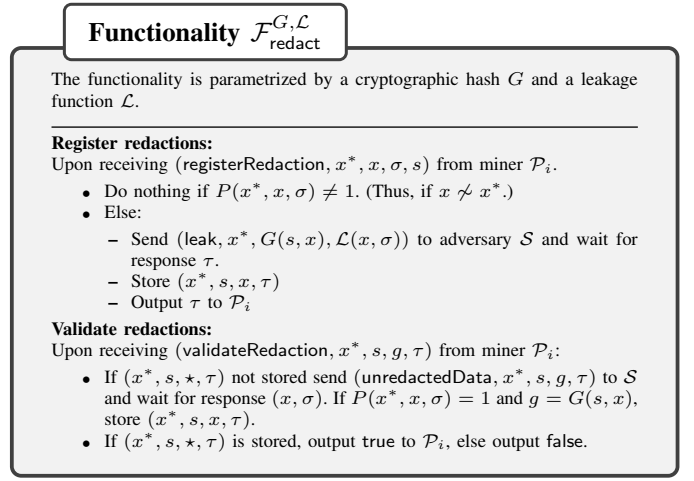 Functionality $\mathcal{F}_{\mathsf{redact}}^{G,\mathcal{L}}$
The functionality is parametrized by a cryptographic hash $G$ and a leakage
function $\mathcal{L}$.
Register redactions:
Upon receiving $(\mathsf{registerRedaction}, x^*, x, \sigma, s)$ from miner $\mathcal{P}_i$.
• Do nothing if $P(x^*, x, \sigma) \neq 1$. (Thus, if $x \not\sim x^*$.)
• Else:
– Send $(\mathsf{leak}, x^*, G(s, x), \mathcal{L}(x, \sigma))$ to adversary $\mathcal{S}$ and wait for
response $\tau$.
– Store $(x^*, s, x, \tau)$
– Output $\tau$ to $\mathcal{P}_i$
Validate redactions:
Upon receiving $(\mathsf{validateRedaction}, x^*, s, g, \tau)$ from miner $\mathcal{P}_i$:
• If $(x^*, s, \star, \tau)$ not stored send $(\mathsf{unredactedData}, x^*, s, g, \tau)$ to $\mathcal{S}$
and wait for response $(x, \sigma)$. If $P(x^*, x, \sigma) = 1$ and $g = G(s, x)$,
store $(x^*, s, x, \tau)$.
• If $(x^*, s, \star, \tau)$ is stored, output true to $\mathcal{P}_i$, else output false.